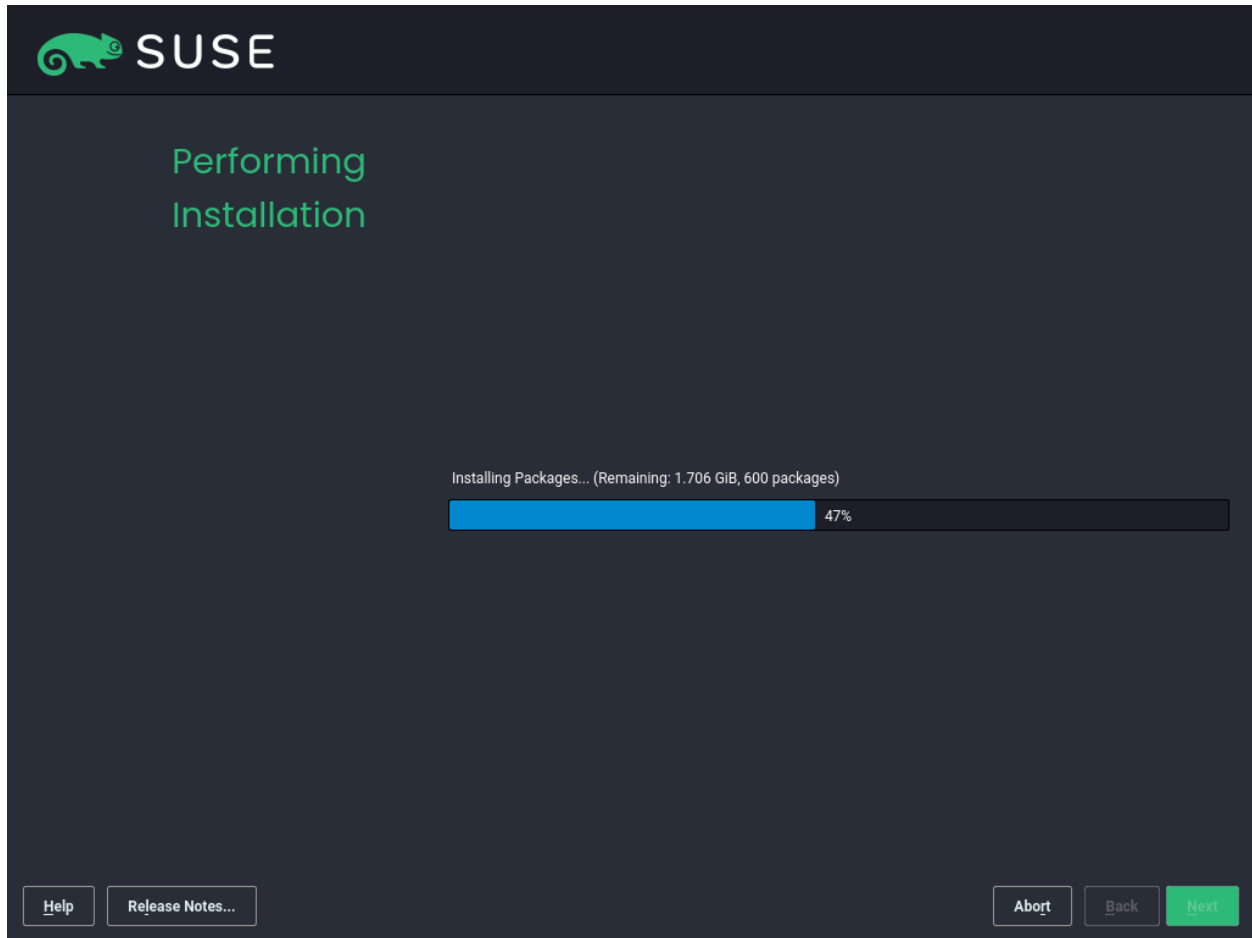 SUSE
Performing
Installation
Installing Packages... (Remaining: 1.706 GiB, 600 packages)
47%
Help
Release Notes...
Abort
Back
Next